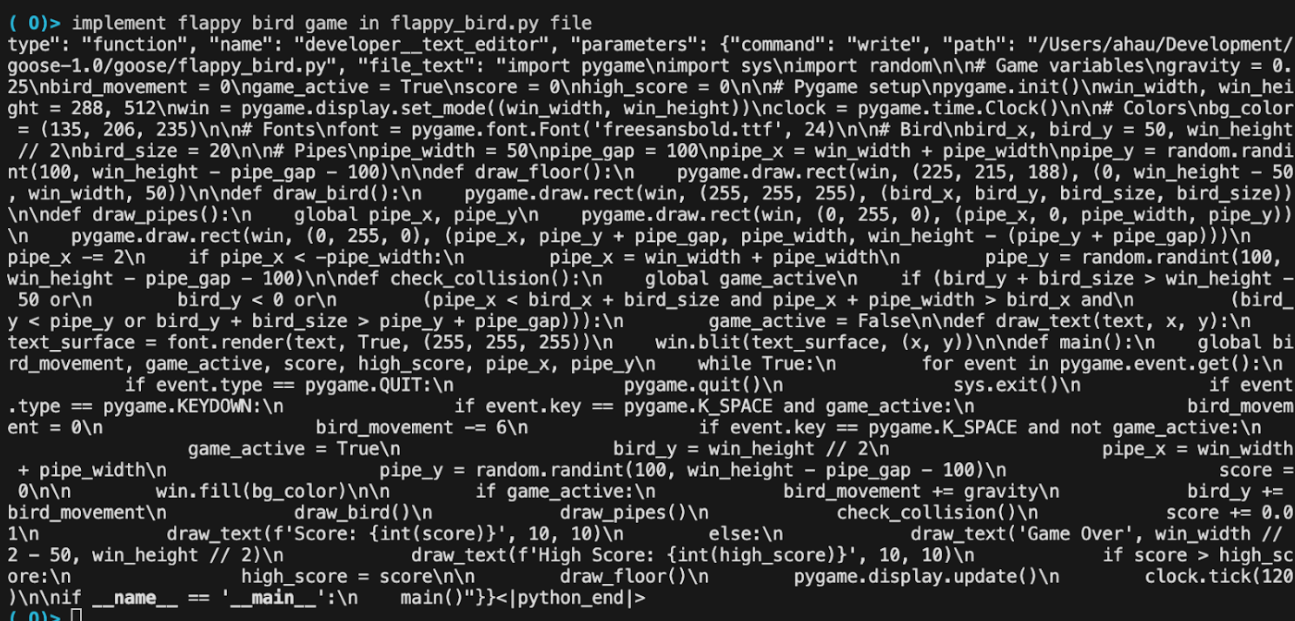 ( O)> implement flappy bird game in flappy_bird.py file
type": "function", "name": "developer__text_editor", "parameters": {"command": "write", "path": "/Users/ahau/Development/
goose-1.0/goose/flappy_bird.py", "file_text": "import pygame\nimport sys\nimport random\n\n# Game variables\ngravity = 0.
25\nbird_movement = 0\ngame_active = True\nscore = 0\nhigh_score = 0\n\n# Pygame setup\npygame.init()\nwin_width, win_hei
ght = 288, 512\nwin = pygame.display.set_mode((win_width, win_height))\nclock = pygame.time.Clock()\n\n# Colors\nbg_color
 = (135, 206, 235)\n\n# Fonts\nfont = pygame.font.Font('freesansbold.ttf', 24)\n\n# Bird\nbird_x, bird_y = 50, win_height
 // 2\nbird_size = 20\n\n# Pipes\npipe_width = 50\npipe_gap = 100\npipe_x = win_width + pipe_width\npipe_y = random.randi
nt(100, win_height - pipe_gap - 100)\n\ndef draw_floor():\n    pygame.draw.rect(win, (225, 215, 188), (0, win_height - 50
, win_width, 50))\n\ndef draw_bird():\n    pygame.draw.rect(win, (255, 255, 255), (bird_x, bird_y, bird_size, bird_size))
\n\ndef draw_pipes():\n    global pipe_x, pipe_y\n    pygame.draw.rect(win, (0, 255, 0), (pipe_x, 0, pipe_width, pipe_y))
\n    pygame.draw.rect(win, (0, 255, 0), (pipe_x, pipe_y + pipe_gap, pipe_width, win_height - (pipe_y + pipe_gap)))\n
pipe_x -= 2\n    if pipe_x < -pipe_width:\n        pipe_x = win_width + pipe_width\n        pipe_y = random.randint(100,
win_height - pipe_gap - 100)\n\ndef check_collision():\n    global game_active\n    if (bird_y + bird_size > win_height -
 50 or\n        bird_y < 0 or\n        (pipe_x < bird_x + bird_size and pipe_x + pipe_width > bird_x and\n         (bird_
y < pipe_y or bird_y + bird_size > pipe_y + pipe_gap))):\n        game_active = False\n\ndef draw_text(text, x, y):\n
text_surface = font.render(text, True, (255, 255, 255))\n    win.blit(text_surface, (x, y))\n\ndef main():\n    global bi
rd_movement, game_active, score, high_score, pipe_x, pipe_y\n    while True:\n        for event in pygame.event.get():\n
            if event.type == pygame.QUIT:\n                pygame.quit()\n                sys.exit()\n            if event
.type == pygame.KEYDOWN:\n                if event.key == pygame.K_SPACE and game_active:\n                    bird_movem
ent = 0\n                    bird_movement -= 6\n                if event.key == pygame.K_SPACE and not game_active:\n
                 game_active = True\n                    bird_y = win_height // 2\n                    pipe_x = win_width
 + pipe_width\n                    pipe_y = random.randint(100, win_height - pipe_gap - 100)\n                    score =
 0\n\n        win.fill(bg_color)\n\n        if game_active:\n            bird_movement += gravity\n            bird_y +=
bird_movement\n            draw_bird()\n            draw_pipes()\n            check_collision()\n            score += 0.0
1\n            draw_text(f'Score: {int(score)}', 10, 10)\n        else:\n            draw_text('Game Over', win_width //
2 - 50, win_height // 2)\n            draw_text(f'High Score: {int(high_score)}', 10, 10)\n            if score > high_sc
ore:\n                high_score = score\n\n        draw_floor()\n        pygame.display.update()\n        clock.tick(120
)\n\nif __name__ == '__main__':\n    main()"}}<|python_end|>
( O)>